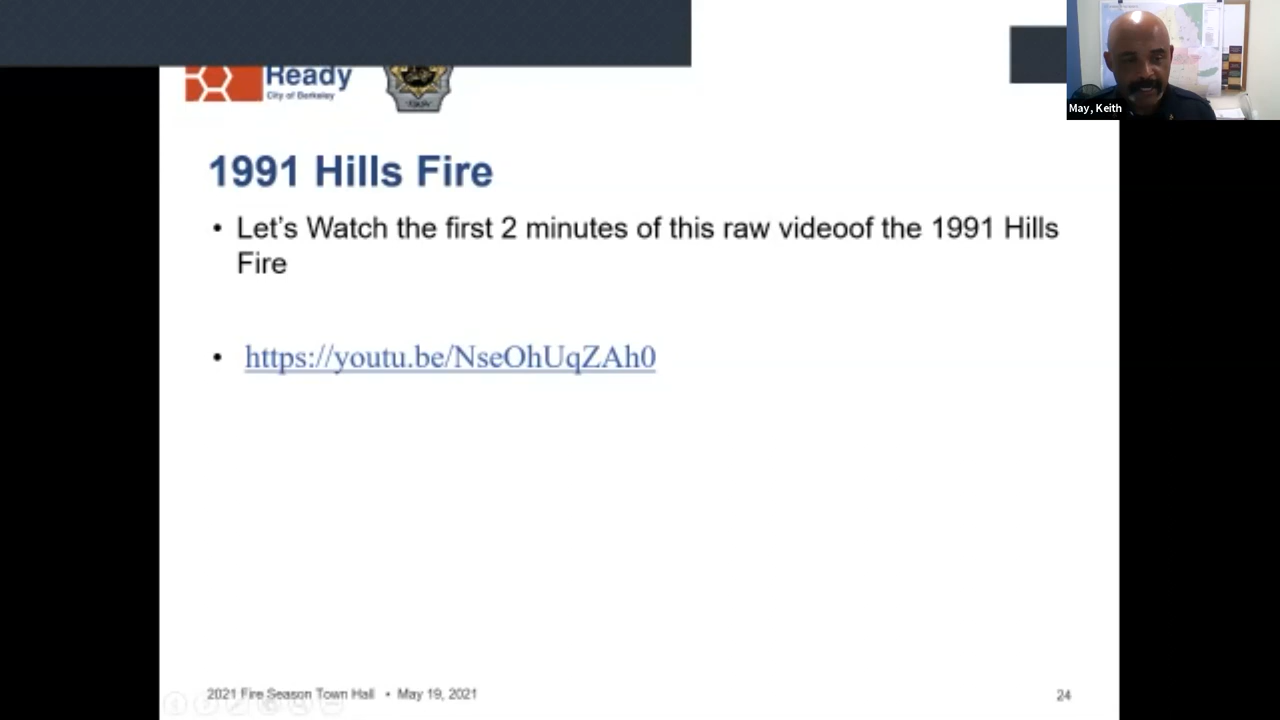 Ready
City of Berkeley
May, Keith
1991 Hills Fire
• Let's Watch the first 2 minutes of this raw videoof the 1991 Hills
Fire
• https://youtu.be/NseOhUqZAh0
2021 Fire Season Town Hall • May 19, 2021
24